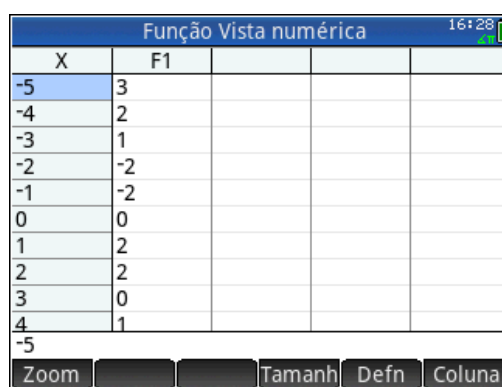 Função Vista numérica 16:28
∡π
X F1
-5 3
-4 2
-3 1
-2 -2
-1 -2
0 0
1 2
2 2
3 0
4 1
-5
Zoom Tamanh Defn Coluna